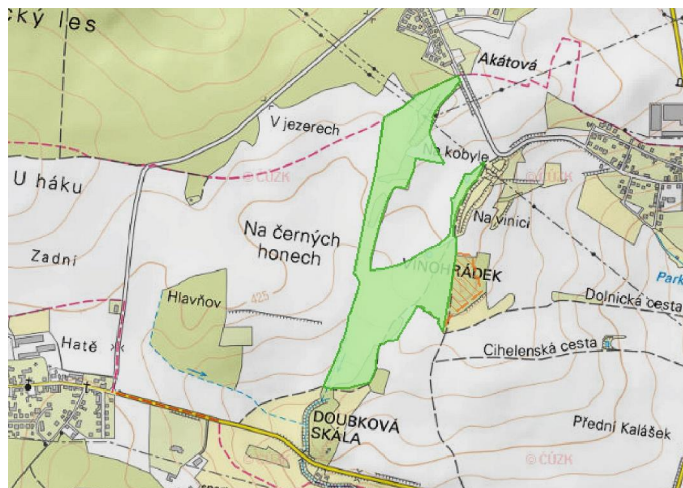 cký les
Akátová
V jezerech
Na kobyle
© ČÚZK
© ČÚZK
U háku
Na vinici
Na černých
honech
Zadní
VINOHRÁDEK
Park
Hlavňov
425
Dolnická cesta
Hatě
Cihelenská cesta
DOUBKOVÁ
SKÁLA
Přední Kalášek
© ČÚZK
© ČÚZK